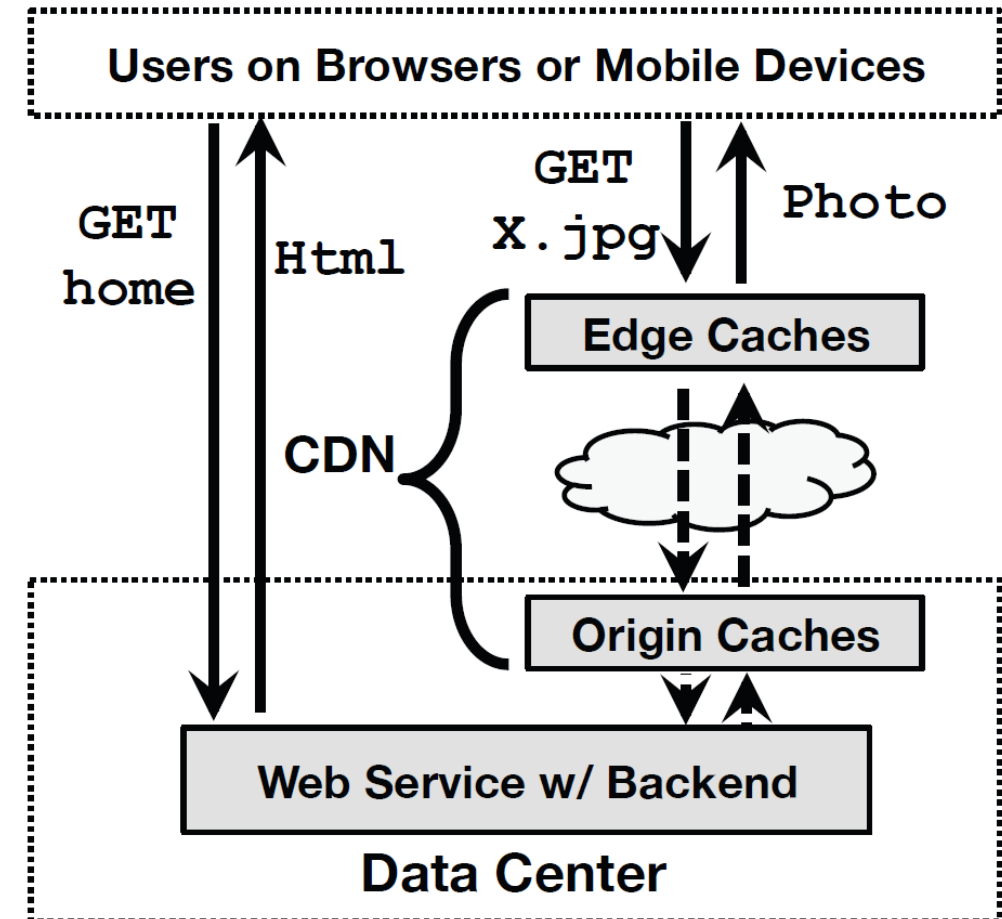 Users on Browsers or Mobile Devices
GET
home
Html
GET
X.jpg
Photo
Edge Caches
CDN
Origin Caches
Web Service w/ Backend
Data Center